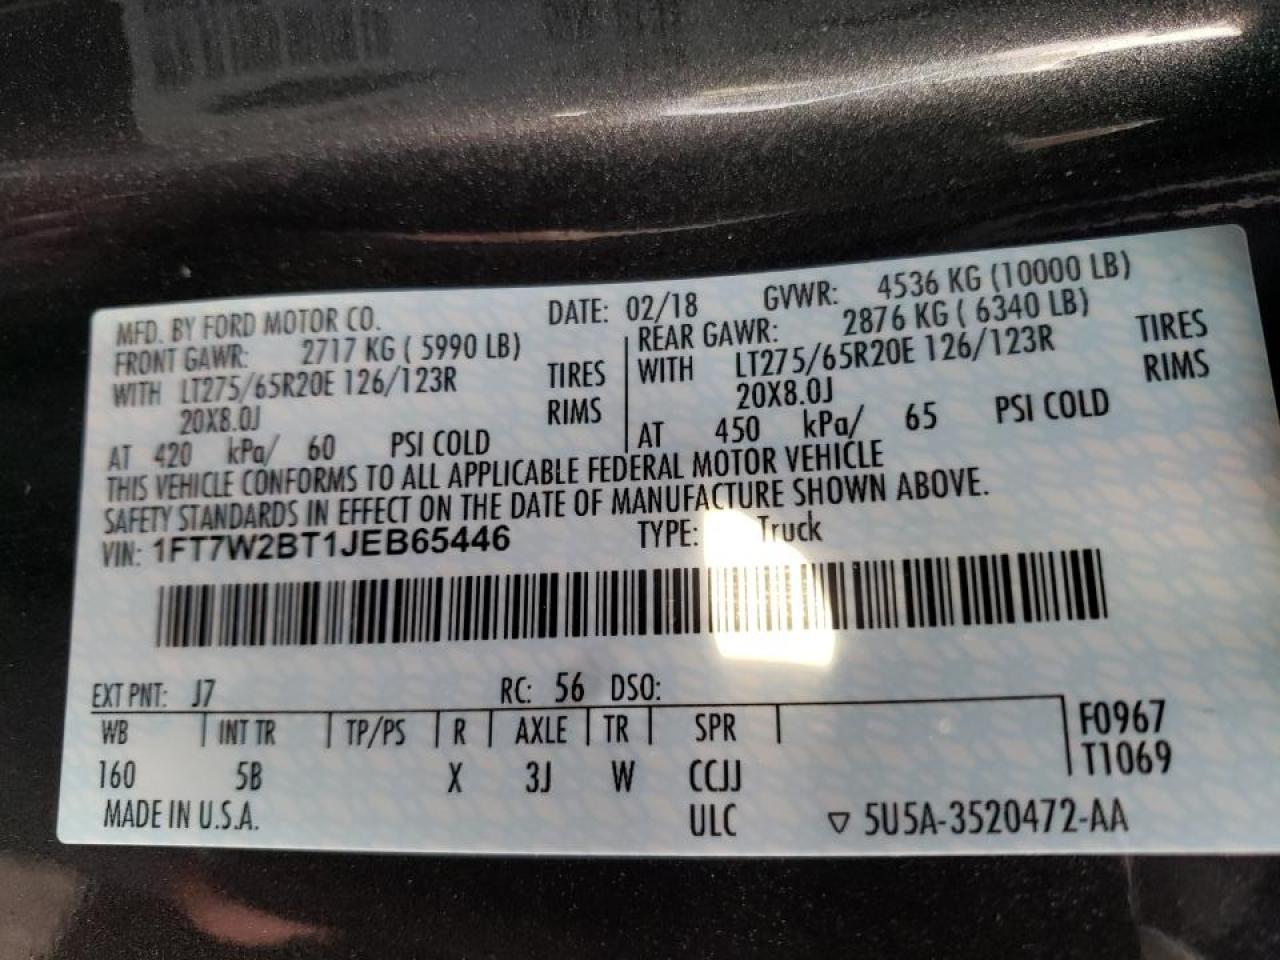 MFD. BY FORD MOTOR CO. DATE: 02/18 GVWR: 4536 KG (10000 LB)
FRONT GAWR: 2717 KG ( 5990 LB) REAR GAWR: 2876 KG ( 6340 LB)
WITH LT275/65R20E 126/123R TIRES WITH LT275/65R20E 126/123R TIRES
20X8.0J RIMS 20X8.0J RIMS
AT 420 kPa/ 60 PSI COLD AT 450 kPa/ 65 PSI COLD
THIS VEHICLE CONFORMS TO ALL APPLICABLE FEDERAL MOTOR VEHICLE
SAFETY STANDARDS IN EFFECT ON THE DATE OF MANUFACTURE SHOWN ABOVE.
VIN: 1FT7W2BT1JEB65446 TYPE: Truck
EXT PNT: J7 RC: 56 DSO:
WB INT TR TP/PS R AXLE TR SPR F0967
160 5B X 3J W CCJJ T1069
MADE IN U.S.A. ULC ▽ 5U5A-3520472-AA